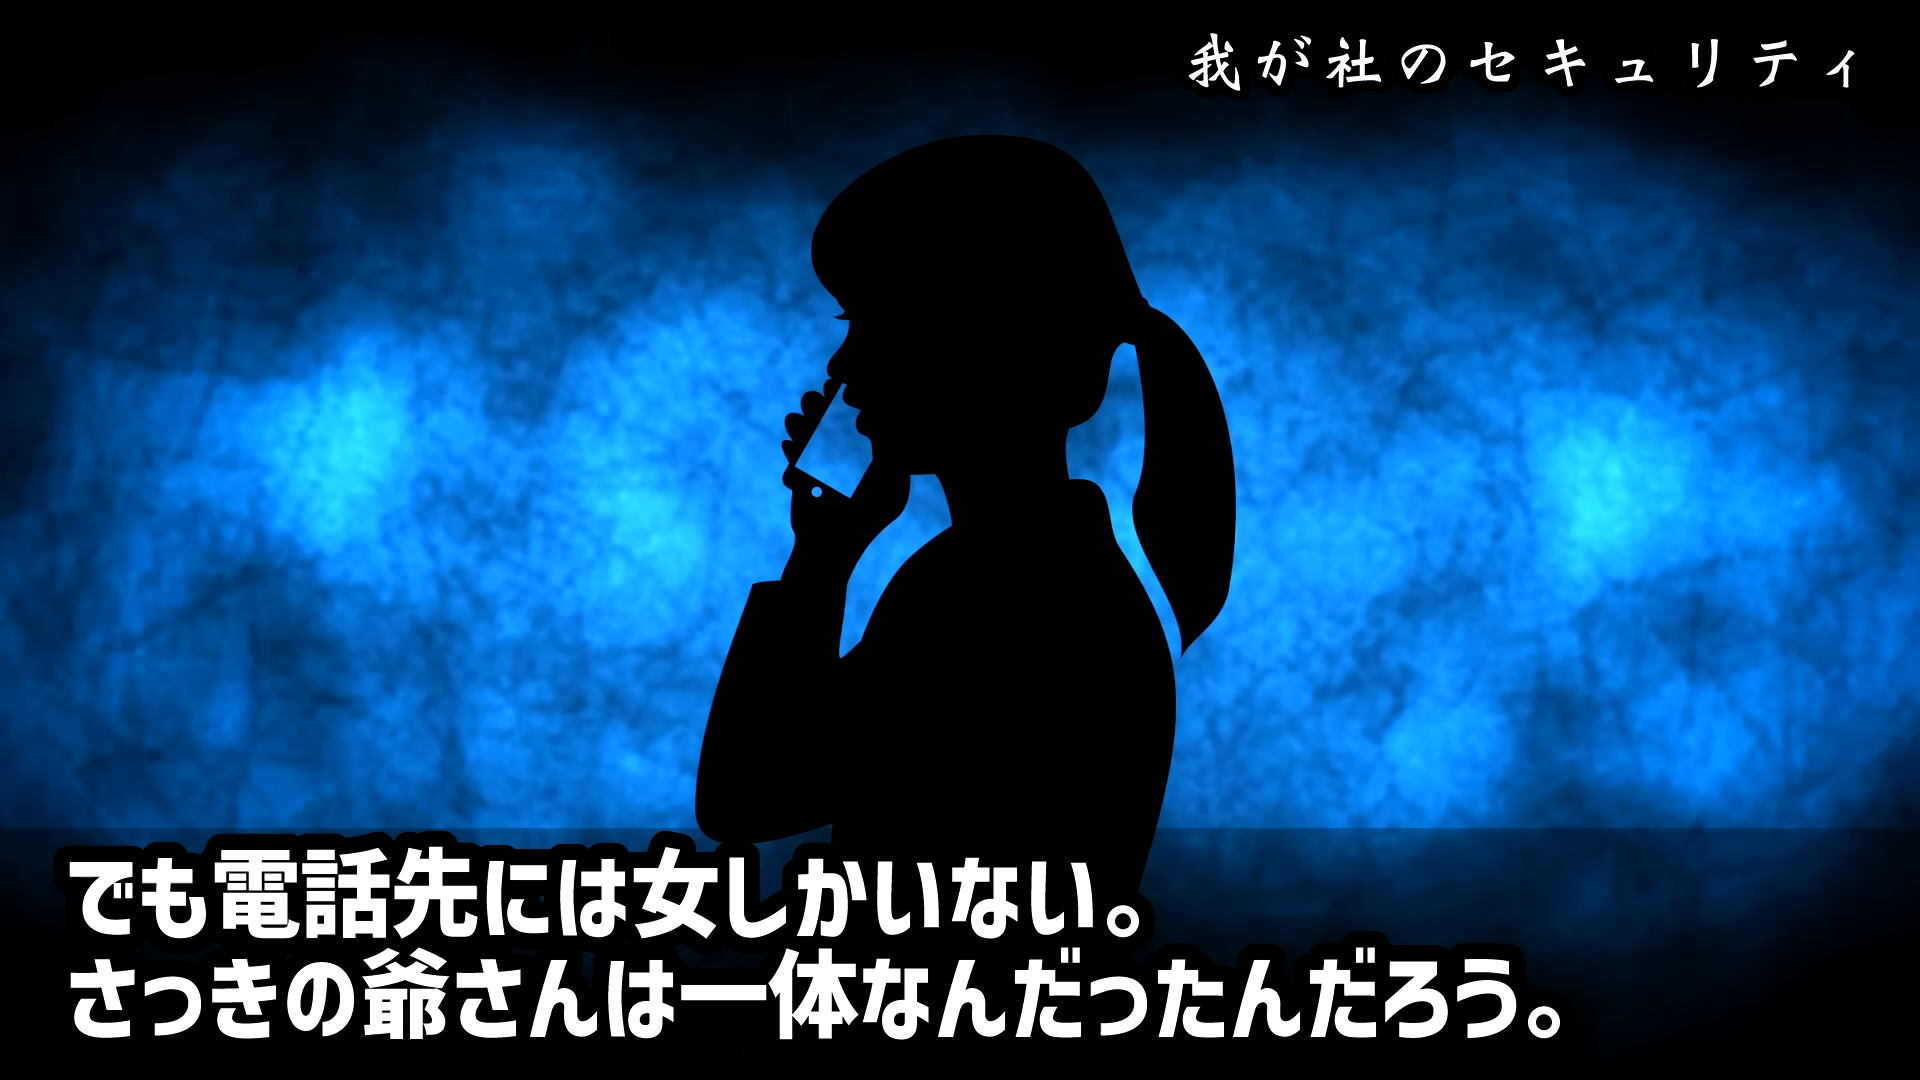 我が社のセキュリティ
でも電話先には女しかいない。
さっきの爺さんは一体なんだったんだろう。